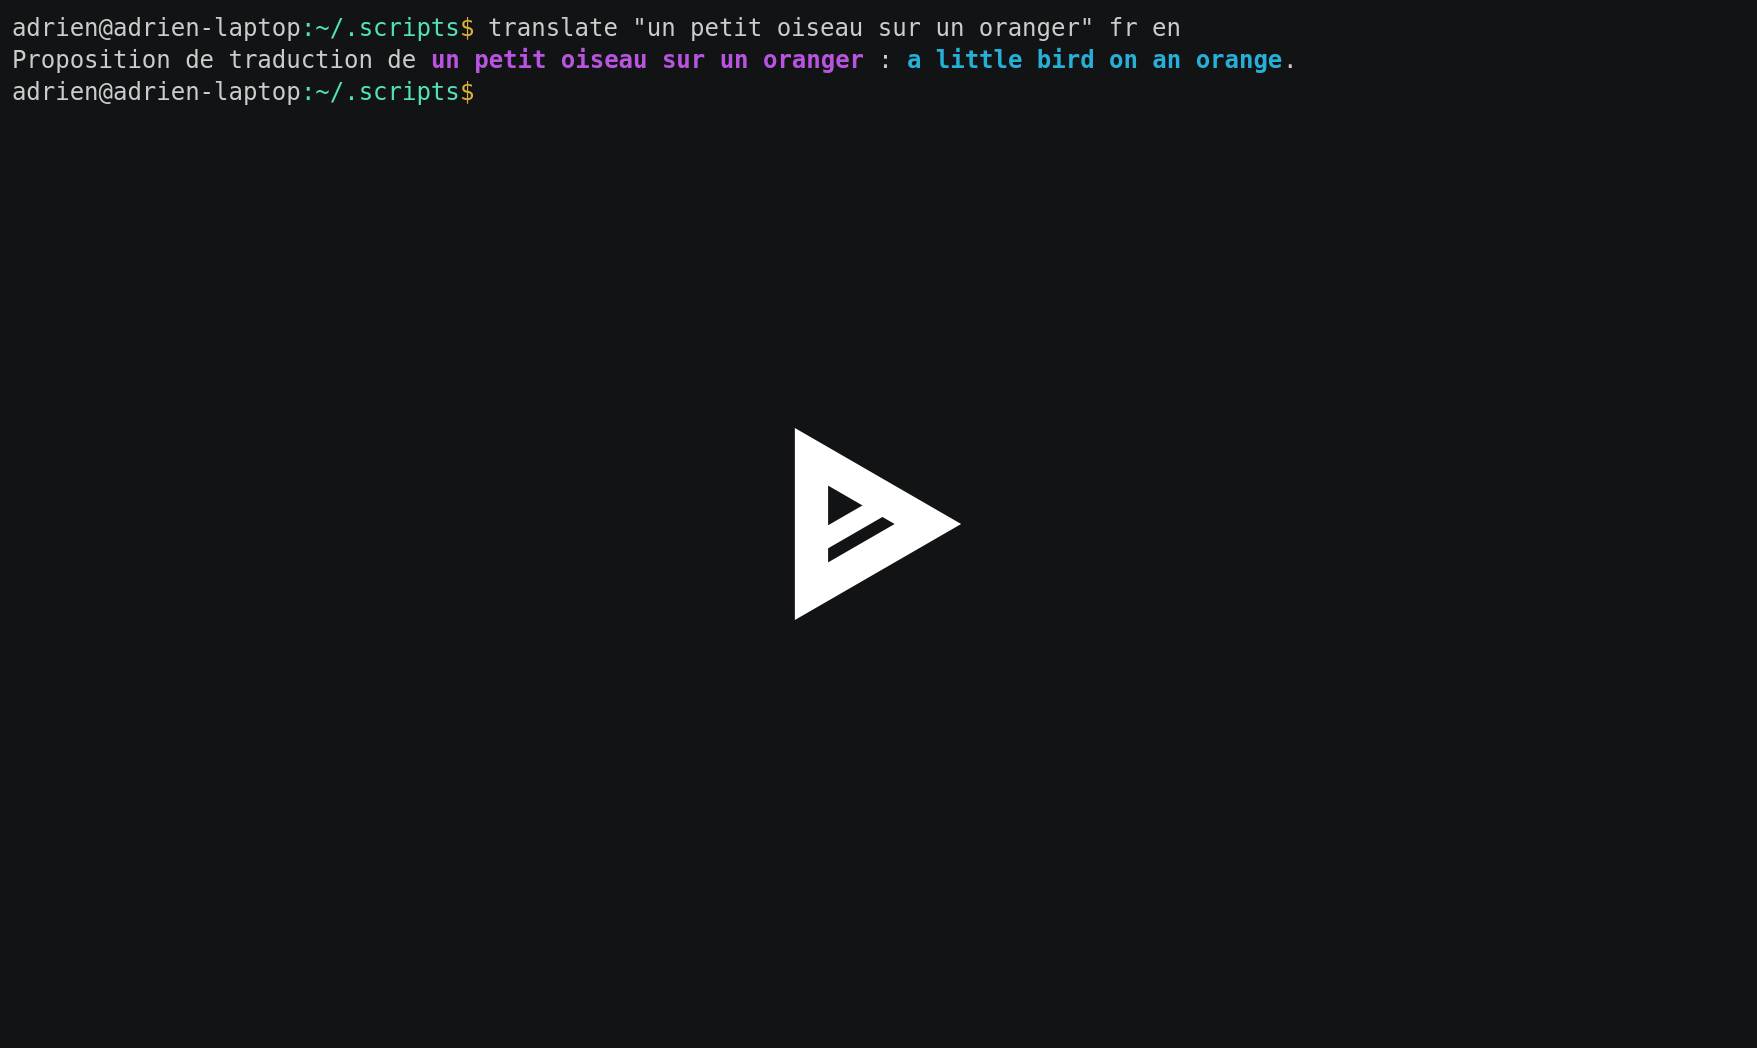 adrien@adrien-laptop:~/.scripts$ translate "un petit oiseau sur un oranger" fr en
Proposition de traduction de un petit oiseau sur un oranger : a little bird on an orange.
adrien@adrien-laptop:~/.scripts$